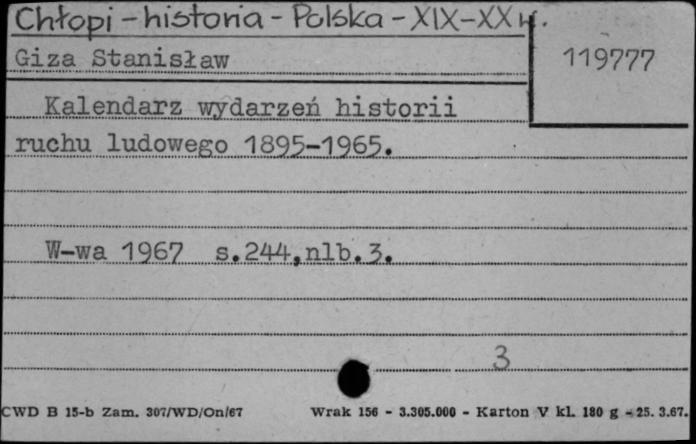 Chłopi - historia - Polska - XIX-XX w.
Giza Stanisław
119777
Kalendarz wydarzeń historii
ruchu ludowego 1895-1965.
W-wa 1967 s.244,nlb.3.
3
CWD B 15-b Zam. 307/WD/On/67 Wrak 156 - 3.305.000 - Karton V kl. 180 g - 25. 3.67.